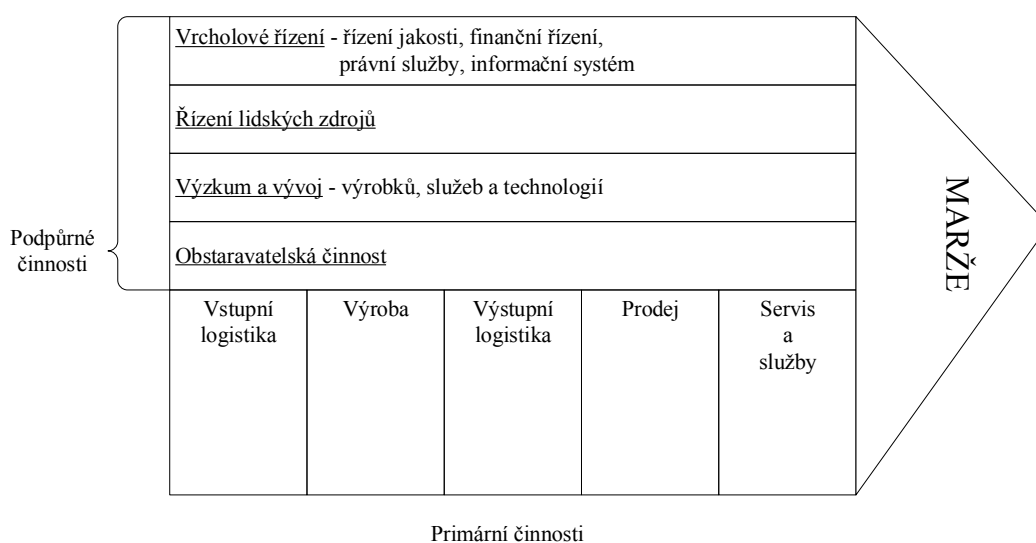 Vrcholové řízení - řízení jakosti, finanční řízení,
právní služby, informační systém
Řízení lidských zdrojů
Výzkum a vývoj - výrobků, služeb a technologií
Podpůrné
činnosti
Obstaravatelská činnost
Vstupní
logistika
Výroba
Výstupní
logistika
Prodej
Servis
a
služby
MARŽE
Primární činnosti